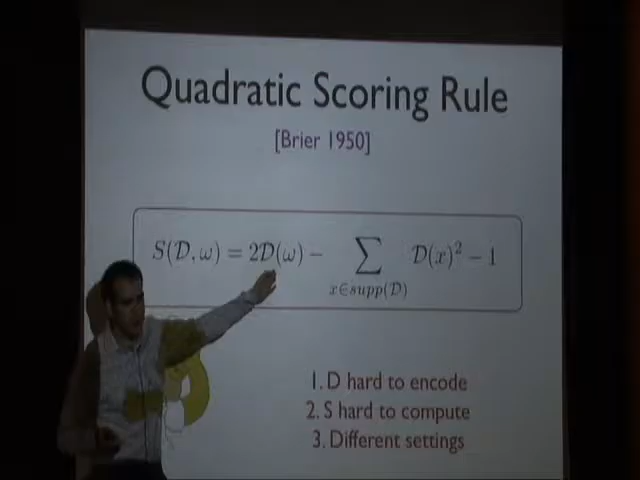 Quadratic Scoring Rule
[Brier 1950]
S(D, ω) = 2D(ω) − ∑ D(x)² − 1
x∈supp(D)
1. D hard to encode
2. S hard to compute
3. Different settings